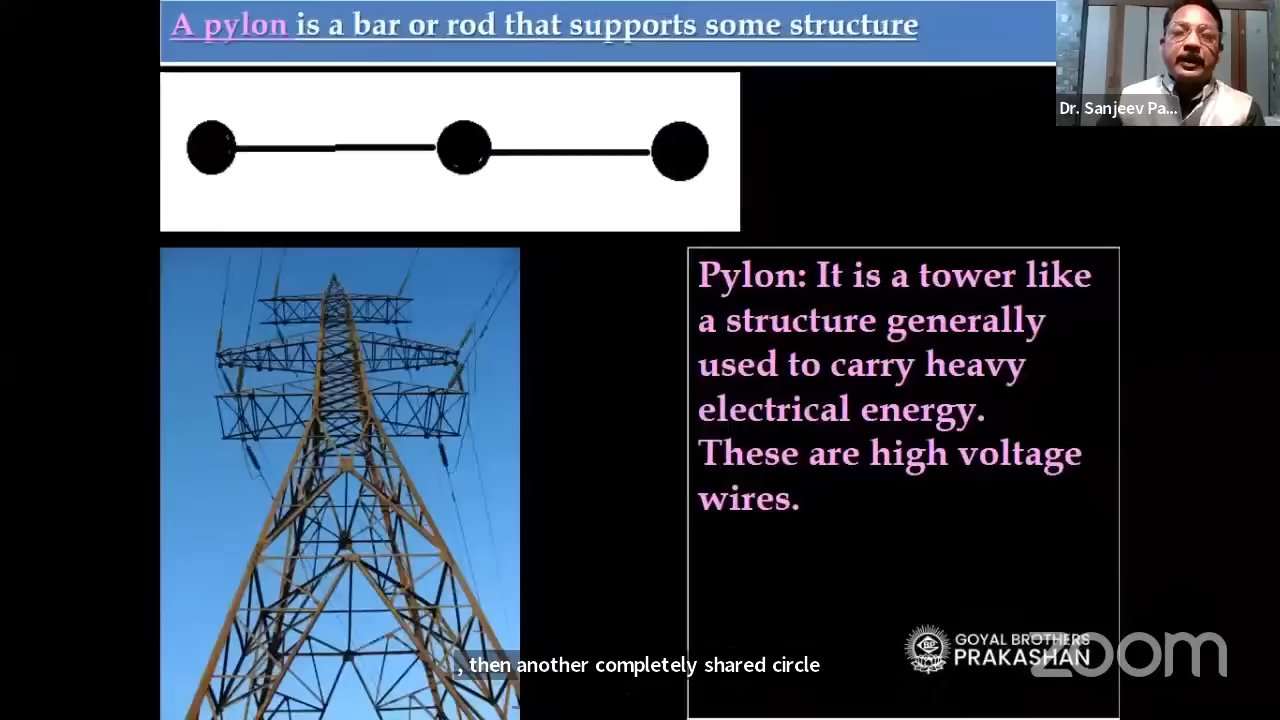 A pylon is a bar or rod that supports some structure
Dr. Sanjeev Pa...
Pylon: It is a tower like
a structure generally
used to carry heavy
electrical energy.
These are high voltage
wires.
GOYAL BROTHERS
PRAKASHAN
zoom
, then another completely shared circle